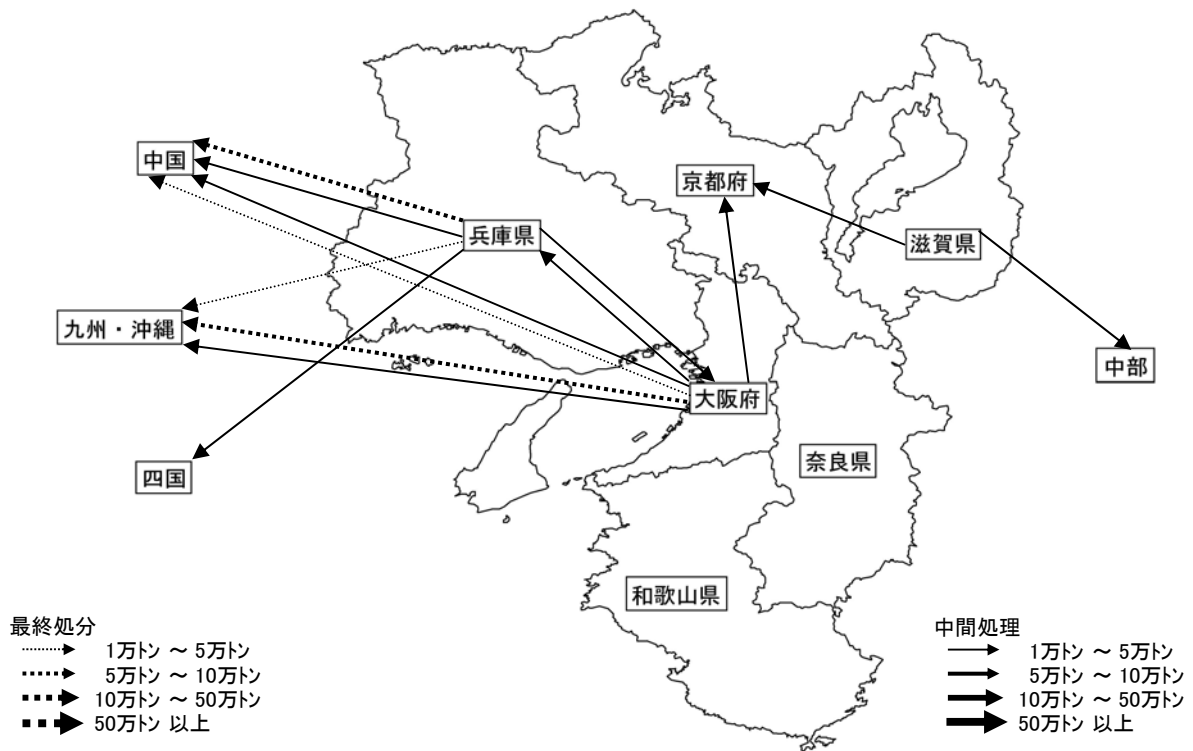 中国
京都府
兵庫県
滋賀県
九州・沖縄
中部
大阪府
奈良県
四国
和歌山県
最終処分
1万トン ～ 5万トン
5万トン ～ 10万トン
10万トン ～ 50万トン
50万トン 以上
中間処理
1万トン ～ 5万トン
5万トン ～ 10万トン
10万トン ～ 50万トン
50万トン 以上